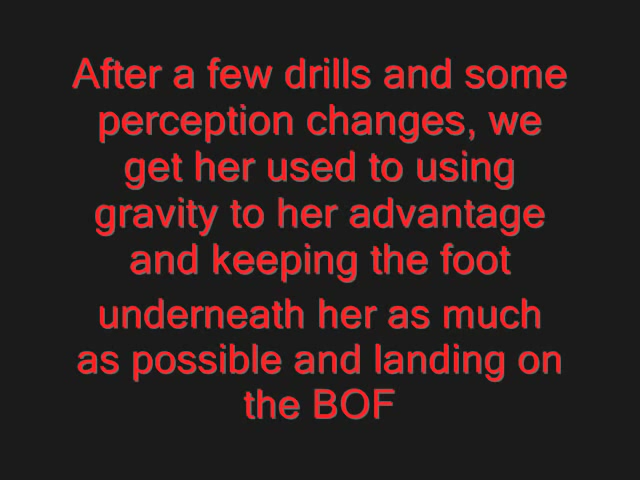 After a few drills and some
perception changes, we
get her used to using
gravity to her advantage
and keeping the foot
underneath her as much
as possible and landing on
the BOF